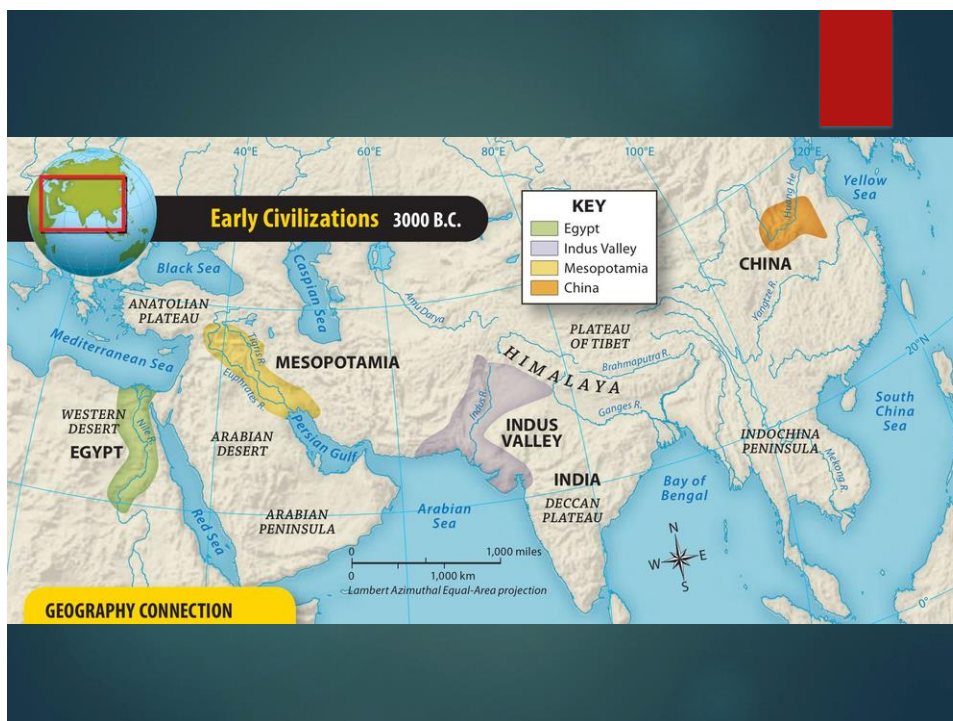 40°E
60°E
80°E
100°E
120°E
Early Civilizations 3000 B.C.
KEY
Egypt
Indus Valley
Mesopotamia
China
Huang He
Yellow
Sea
CHINA
Yangtze R.
Black Sea
Caspian Sea
ANATOLIAN
PLATEAU
Amu Darya
PLATEAU
OF TIBET
20°N
Mediterranean Sea
Tigris R.
MESOPOTAMIA
Euphrates R.
HIMALAYA
Brahmaputra R.
Ganges R.
Indus R.
INDUS
VALLEY
WESTERN
DESERT
Nile R.
EGYPT
ARABIAN
DESERT
Persian Gulf
South
China
Sea
INDOCHINA
PENINSULA
Mekong R.
INDIA
DECCAN
PLATEAU
Bay of
Bengal
Arabian
Sea
Red Sea
ARABIAN
PENINSULA
0 1,000 miles
0 1,000 km
Lambert Azimuthal Equal-Area projection
N
W E
S
0°
GEOGRAPHY CONNECTION